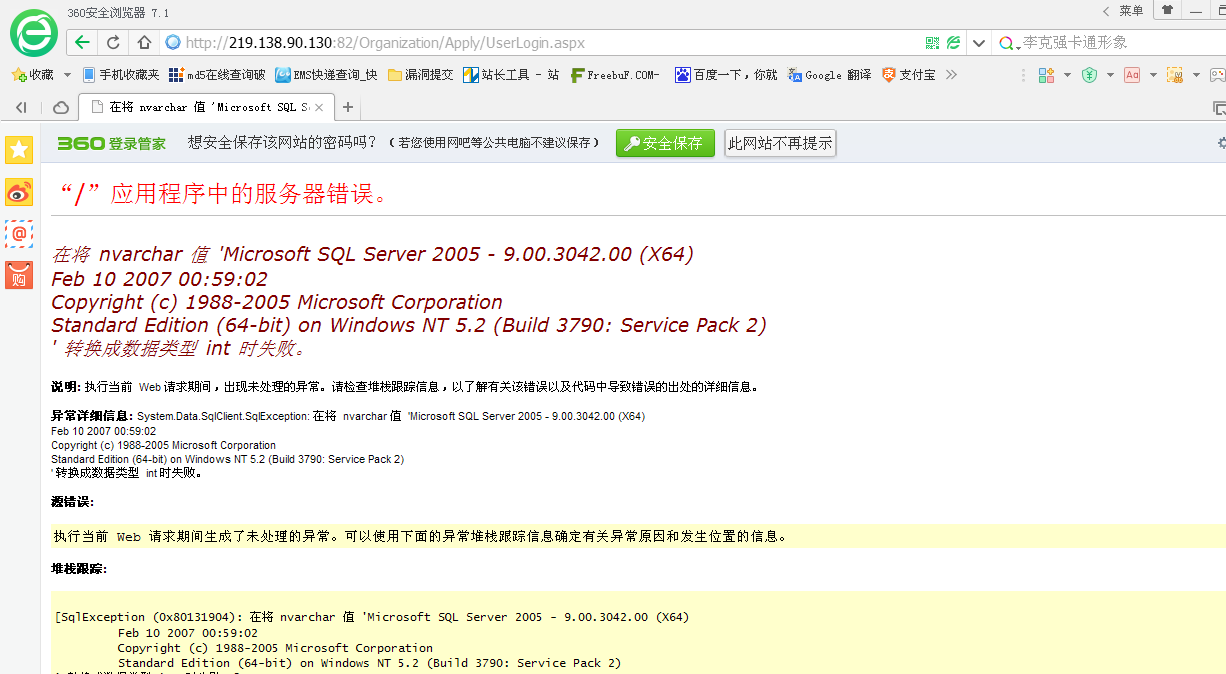 360安全浏览器 7.1
菜单
http://219.138.90.130:82/Organization/Apply/UserLogin.aspx
李克强卡通形象
收藏 手机收藏夹 md5在线查询破 EMS快递查询_快 漏洞提交 站长工具 - 站 FreebuF.COM- 百度一下，你就 Google 翻译 支付宝
在将 nvarchar 值 'Microsoft SQL S
360 登录管家 想安全保存该网站的密码吗？（若您使用网吧等公共电脑不建议保存） 安全保存 此网站不再提示
“/”应用程序中的服务器错误。
在将 nvarchar 值 'Microsoft SQL Server 2005 - 9.00.3042.00 (X64)
Feb 10 2007 00:59:02
Copyright (c) 1988-2005 Microsoft Corporation
Standard Edition (64-bit) on Windows NT 5.2 (Build 3790: Service Pack 2)
' 转换成数据类型 int 时失败。
说明: 执行当前 Web 请求期间，出现未处理的异常。请检查堆栈跟踪信息，以了解有关该错误以及代码中导致错误的出处的详细信息。
异常详细信息: System.Data.SqlClient.SqlException: 在将 nvarchar 值 'Microsoft SQL Server 2005 - 9.00.3042.00 (X64)
Feb 10 2007 00:59:02
Copyright (c) 1988-2005 Microsoft Corporation
Standard Edition (64-bit) on Windows NT 5.2 (Build 3790: Service Pack 2)
' 转换成数据类型 int 时失败。
源错误:
执行当前 Web 请求期间生成了未处理的异常。可以使用下面的异常堆栈跟踪信息确定有关异常原因和发生位置的信息。
堆栈跟踪:
[SqlException (0x80131904): 在将 nvarchar 值 'Microsoft SQL Server 2005 - 9.00.3042.00 (X64)
Feb 10 2007 00:59:02
Copyright (c) 1988-2005 Microsoft Corporation
Standard Edition (64-bit) on Windows NT 5.2 (Build 3790: Service Pack 2)